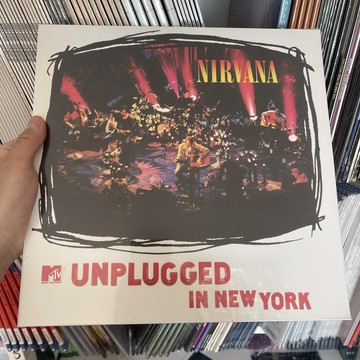 NIRVANA
MTV
UNPLUGGED
IN NEW YORK